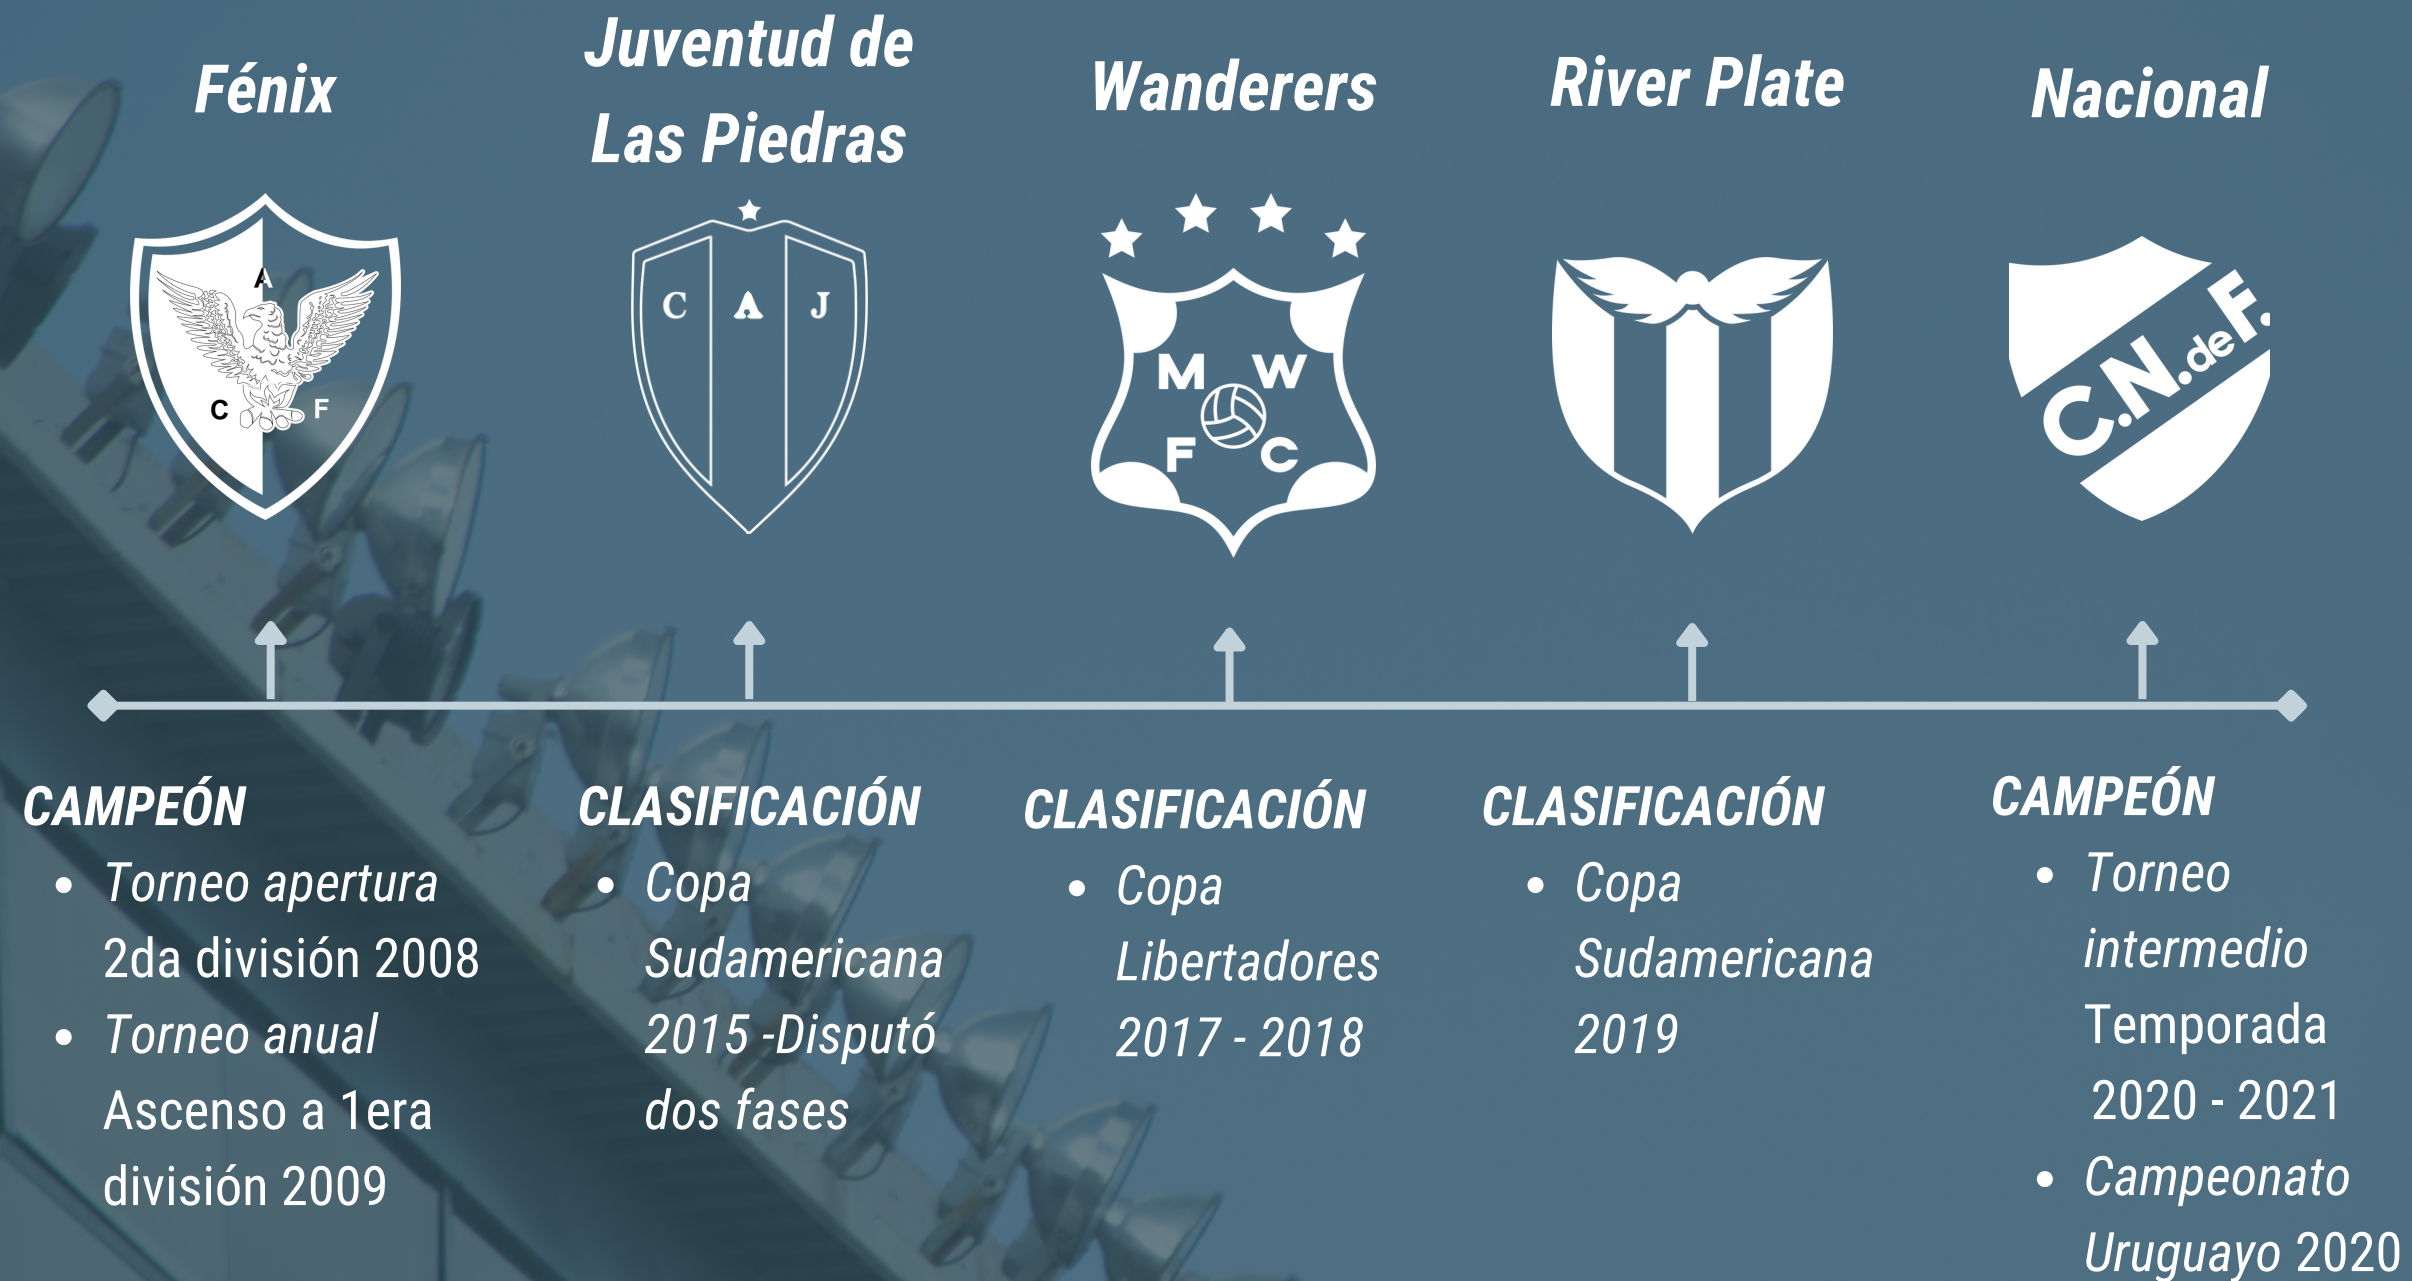 Fénix
A
C F
CAMPEÓN
• Torneo apertura
2da división 2008
• Torneo anual
Ascenso a 1era
división 2009
Juventud de
Las Piedras
C A J
CLASIFICACIÓN
• Copa
Sudamericana
2015 -Disputó
dos fases
Wanderers
M W
F C
CLASIFICACIÓN
• Copa
Libertadores
2017 - 2018
River Plate
CLASIFICACIÓN
• Copa
Sudamericana
2019
Nacional
C.N.de F.
CAMPEÓN
• Torneo
intermedio
Temporada
2020 - 2021
• Campeonato
Uruguayo 2020